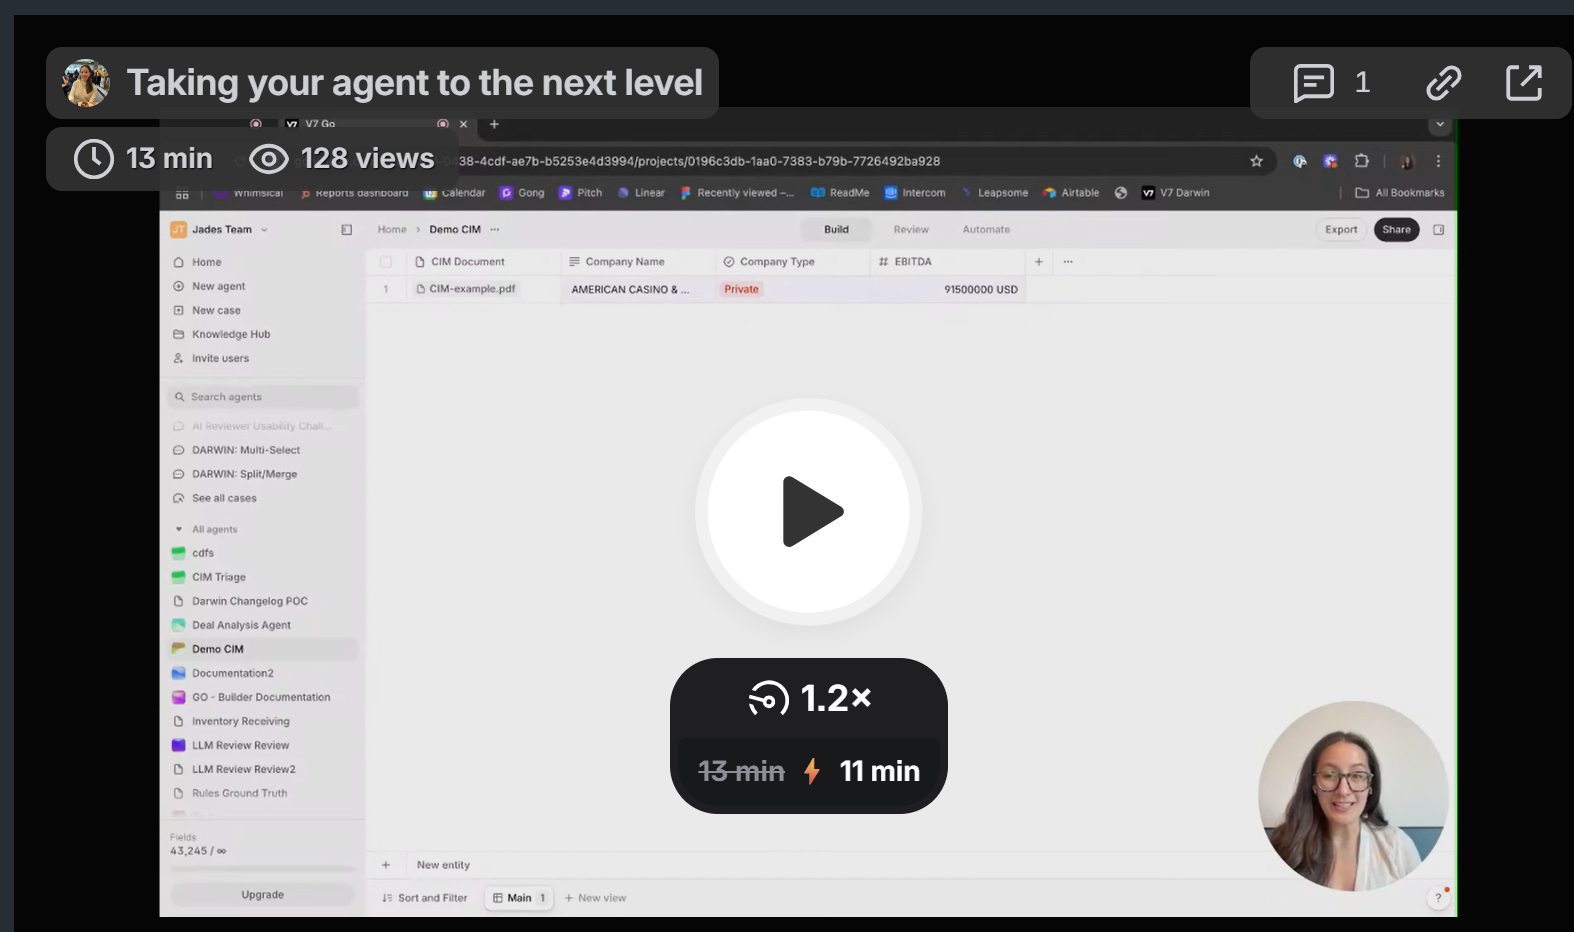 Taking your agent to the next level
1
13 min
128 views
V7 Go
38-4cdf-ae7b-b5253e4d3994/projects/0196c3db-1aa0-7383-b79b-7726492ba928
Whimsical
Reports dashboard
Calendar
Gong
Pitch
Linear
Recently viewed –...
ReadMe
Intercom
Leapsome
Airtable
V7 Darwin
All Bookmarks
JT
Jades Team
Home › Demo CIM ...
Build
Review
Automate
Export
Share
Home
New agent
New case
Knowledge Hub
Invite users
Search agents
AI Reviewer Usability Chall...
DARWIN: Multi-Select
DARWIN: Split/Merge
See all cases
All agents
cdfs
CIM Triage
Darwin Changelog POC
Deal Analysis Agent
Demo CIM
Documentation2
GO - Builder Documentation
Inventory Receiving
LLM Review Review
LLM Review Review2
Rules Ground Truth
Fields
43,245 / ∞
Upgrade
CIM Document
Company Name
Company Type
# EBITDA
+
...
1
CIM-example.pdf
AMERICAN CASINO & ...
Private
91500000 USD
1.2×
13 min
11 min
+ New entity
Sort and Filter
Main 1
+ New view
?